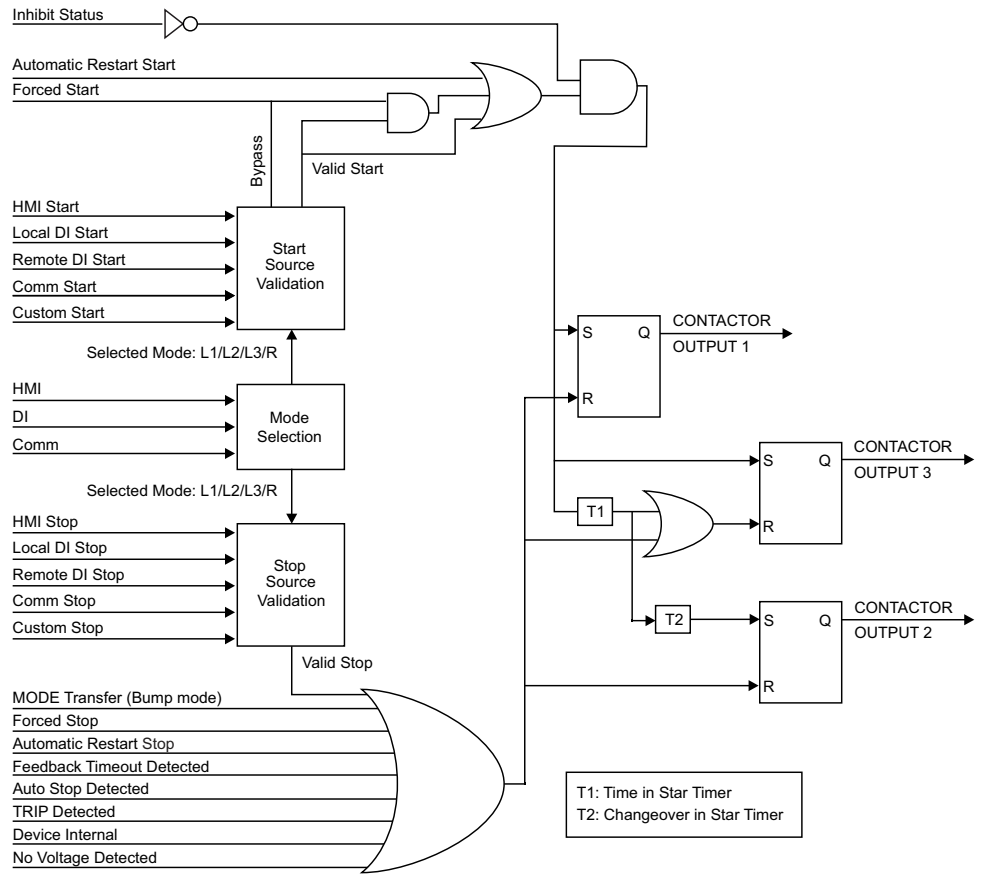 Inhibit Status
Automatic Restart Start
Forced Start
Bypass
Valid Start
HMI Start
Local DI Start
Remote DI Start
Comm Start
Custom Start
Start
Source
Validation
Selected Mode: L1/L2/L3/R
HMI
DI
Comm
Mode
Selection
Selected Mode: L1/L2/L3/R
HMI Stop
Local DI Stop
Remote DI Stop
Comm Stop
Custom Stop
Stop
Source
Validation
Valid Stop
MODE Transfer (Bump mode)
Forced Stop
Automatic Restart Stop
Feedback Timeout Detected
Auto Stop Detected
TRIP Detected
Device Internal
No Voltage Detected
S Q
R
CONTACTOR
OUTPUT 1
S Q
R
CONTACTOR
OUTPUT 3
T1
T2
S Q
R
CONTACTOR
OUTPUT 2
T1: Time in Star Timer
T2: Changeover in Star Timer